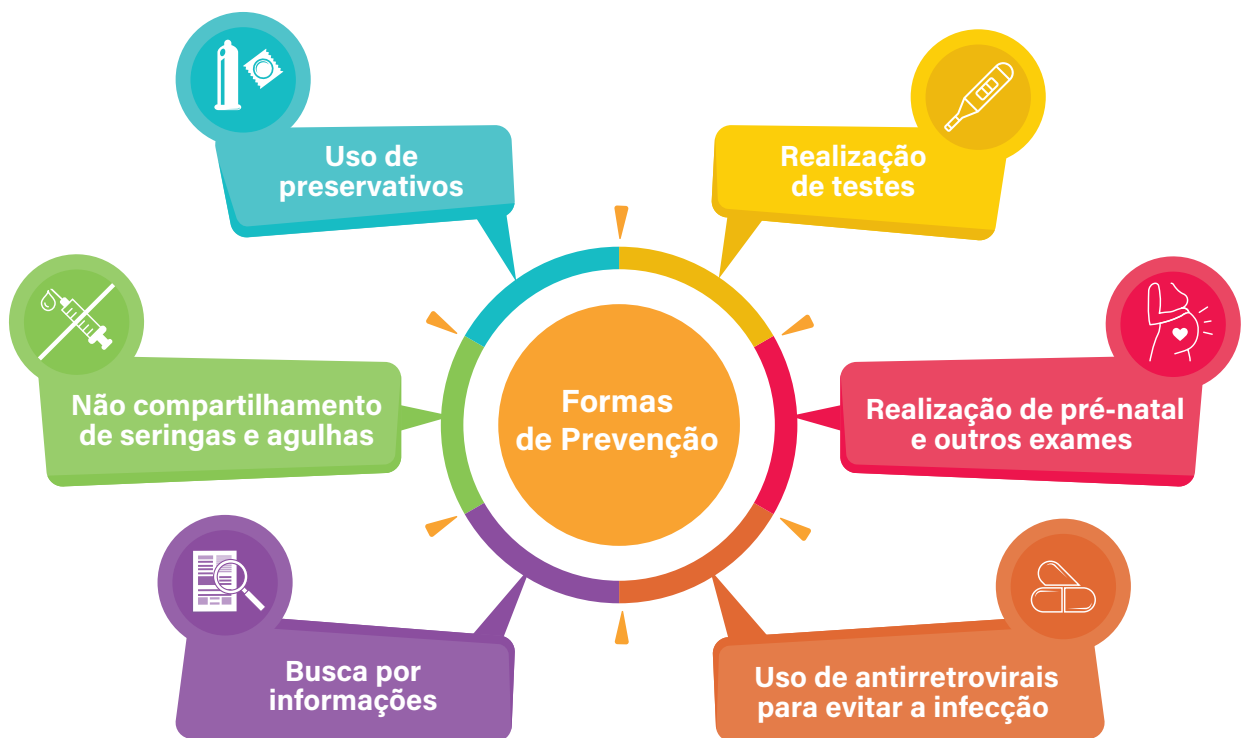 Uso de
preservativos
Realização
de testes
Não compartilhamento
de seringas e agulhas
Formas
de Prevenção
Realização de pré-natal
e outros exames
Busca por
informações
Uso de antirretrovirais
para evitar a infecção